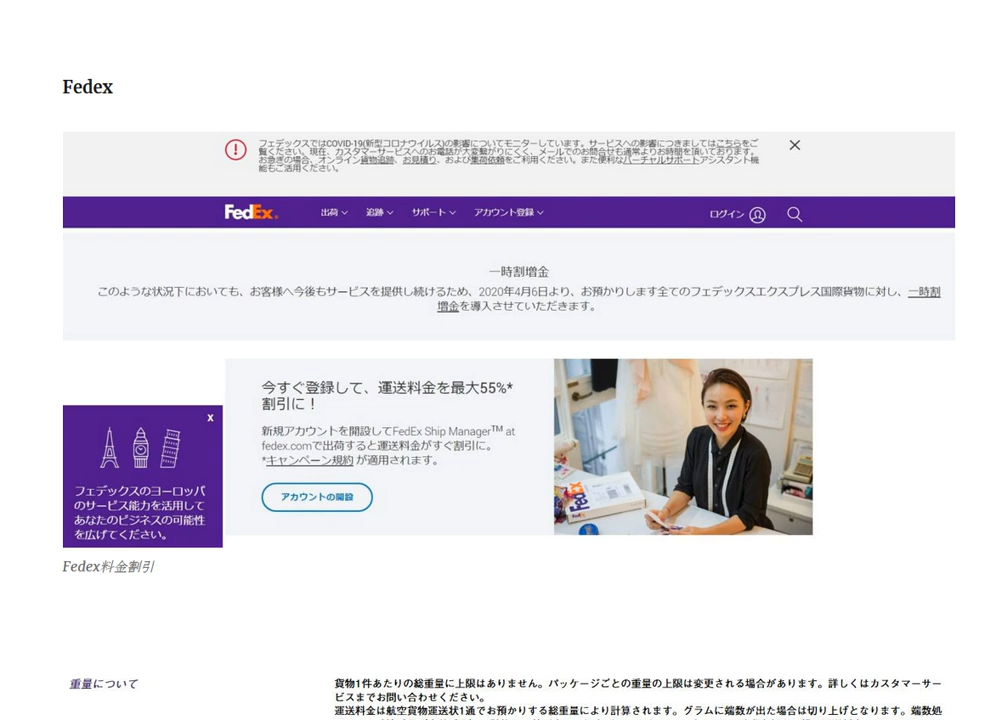 Fedex
フェデックスではCOVID-19(新型コロナウイルス)の影響についてモニターしています。サービスへの影響につきましてはこちらをご
覧ください。現在、カスタマーサービスへのお電話が大変繋がりにくく、メールでのお問合せも通常よりお時間を頂いております。
お急ぎの場合、オンライン貨物追跡、お見積り、および集荷依頼をご利用ください。また便利なバーチャルサポートアシスタント機
能もご活用ください。
FedEx®
出荷
追跡
サポート
アカウント登録
ログイン
一時割増金
このような状況下においても、お客様へ今後もサービスを提供し続けるため、2020年4月6日より、お預かりします全てのフェデックスエクスプレス国際貨物に対し、一時割
増金を導入させていただきます。
今すぐ登録して、運送料金を最大55%*
割引に！
新規アカウントを開設してFedEx Ship Manager™ at
fedex.comで出荷すると運送料金がすぐ割引に。
*キャンペーン規約 が適用されます。
アカウントの開設
FedEx
x
フェデックスのヨーロッパ
のサービス能力を活用して
あなたのビジネスの可能性
を広げてください。
Fedex料金割引
重量について
貨物1件あたりの総重量に上限はありません。パッケージごとの重量の上限は変更される場合があります。詳しくはカスタマーサー
ビスまでお問い合わせください。
運送料金は航空貨物運送状1通でお預かりする総重量により計算されます。グラムに端数が出た場合は切り上げとなります。端数処